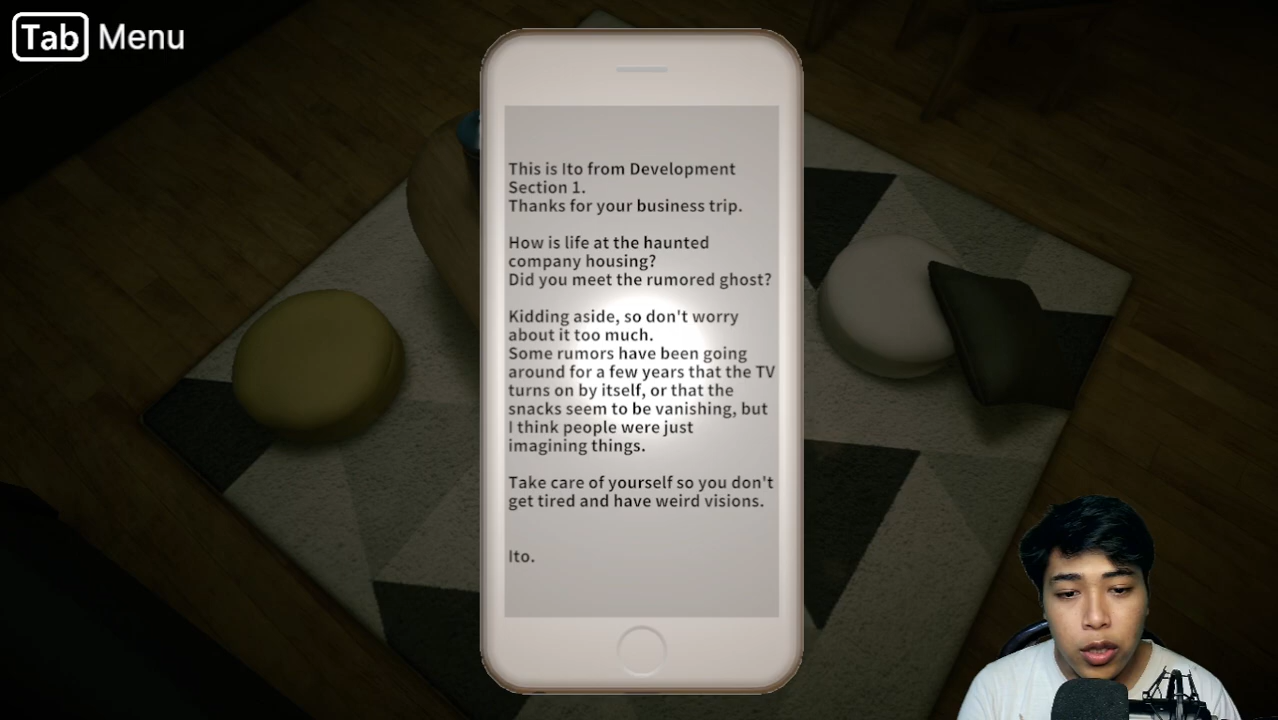 Tab Menu
This is Ito from Development
Section 1.
Thanks for your business trip.
How is life at the haunted
company housing?
Did you meet the rumored ghost?
Kidding aside, so don't worry
about it too much.
Some rumors have been going
around for a few years that the TV
turns on by itself, or that the
snacks seem to be vanishing, but
I think people were just
imagining things.
Take care of yourself so you don't
get tired and have weird visions.
Ito.